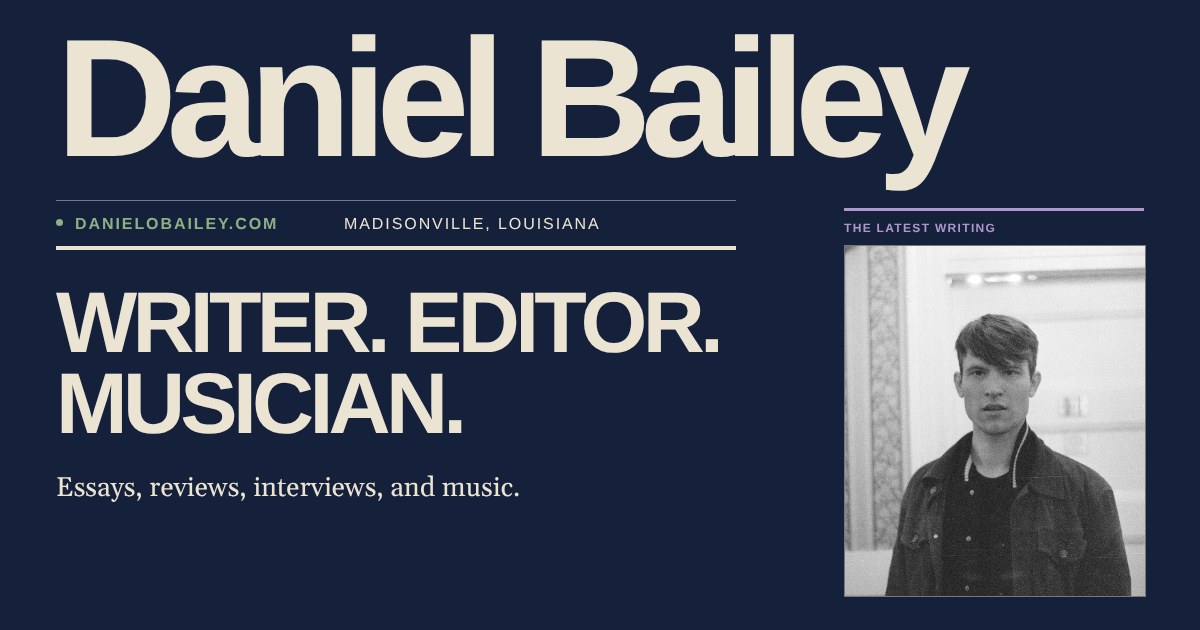 Daniel Bailey
DANIELOBAILEY.COM
MADISONVILLE, LOUISIANA
THE LATEST WRITING
WRITER. EDITOR.
MUSICIAN.
Essays, reviews, interviews, and music.